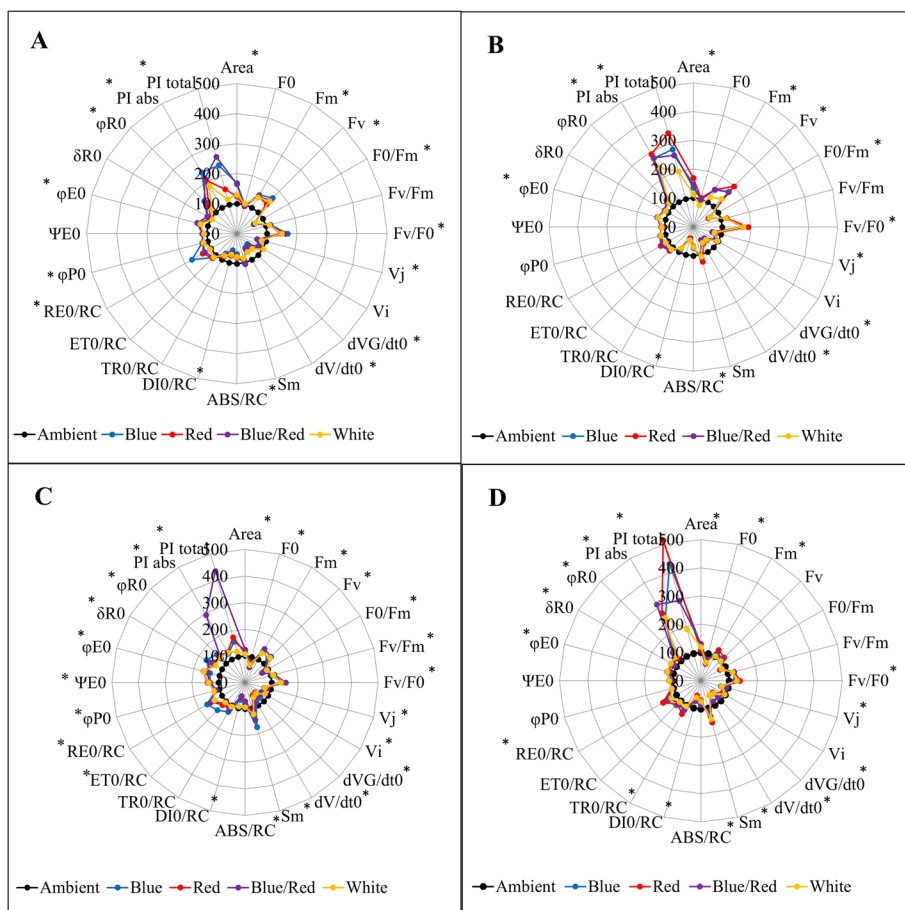 A
Area *
F0
Fm *
Fv *
F0/Fm *
Fv/Fm
Fv/F0 *
Vj *
Vi
dVG/dt0 *
dV/dt0 *
Sm
ABS/RC *
DI0/RC *
TR0/RC
ET0/RC
* RE0/RC
* φP0
ΨE0
* φE0
δR0
* φR0
* PI abs
* PI total
500
400
300
200
100
0
Ambient Blue Red Blue/Red White
B
Area *
F0
Fm *
Fv *
F0/Fm *
Fv/Fm
Fv/F0 *
Vj *
Vi
dVG/dt0 *
dV/dt0 *
Sm
ABS/RC *
DI0/RC *
TR0/RC
ET0/RC
RE0/RC
φP0
ΨE0
* φE0
δR0
φR0
* PI abs
* PI total
500
400
300
200
100
0
Ambient Blue Red Blue/Red White
C
Area *
F0 *
Fm *
Fv *
F0/Fm *
Fv/Fm *
Fv/F0 *
Vj *
Vi *
dVG/dt0 *
dV/dt0 *
Sm *
ABS/RC *
DI0/RC *
TR0/RC
* ET0/RC
* RE0/RC
* φP0
* ΨE0
* φE0
* δR0
* φR0
* PI abs
* PI total
500
400
300
200
100
0
Ambient Blue Red Blue/Red White
D
Area *
F0 *
Fm *
Fv
F0/Fm *
Fv/Fm *
Fv/F0 *
Vj *
Vi
dVG/dt0 *
dV/dt0 *
Sm *
ABS/RC *
DI0/RC *
TR0/RC *
ET0/RC
* RE0/RC
φP0
ΨE0
* φE0
* δR0
* φR0
* PI abs
* PI total
500
400
300
200
100
0
Ambient Blue Red Blue/Red White